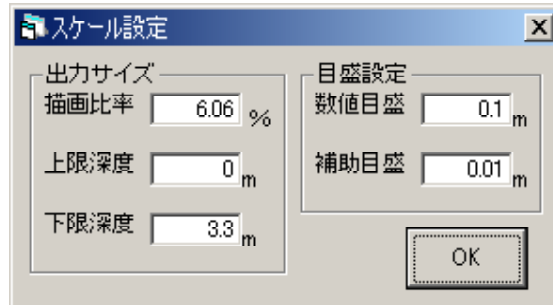 スケール設定
出力サイズ
描画比率 6.06 %
上限深度 0 m
下限深度 3.3 m
目盛設定
数値目盛 0.1 m
補助目盛 0.01 m
OK